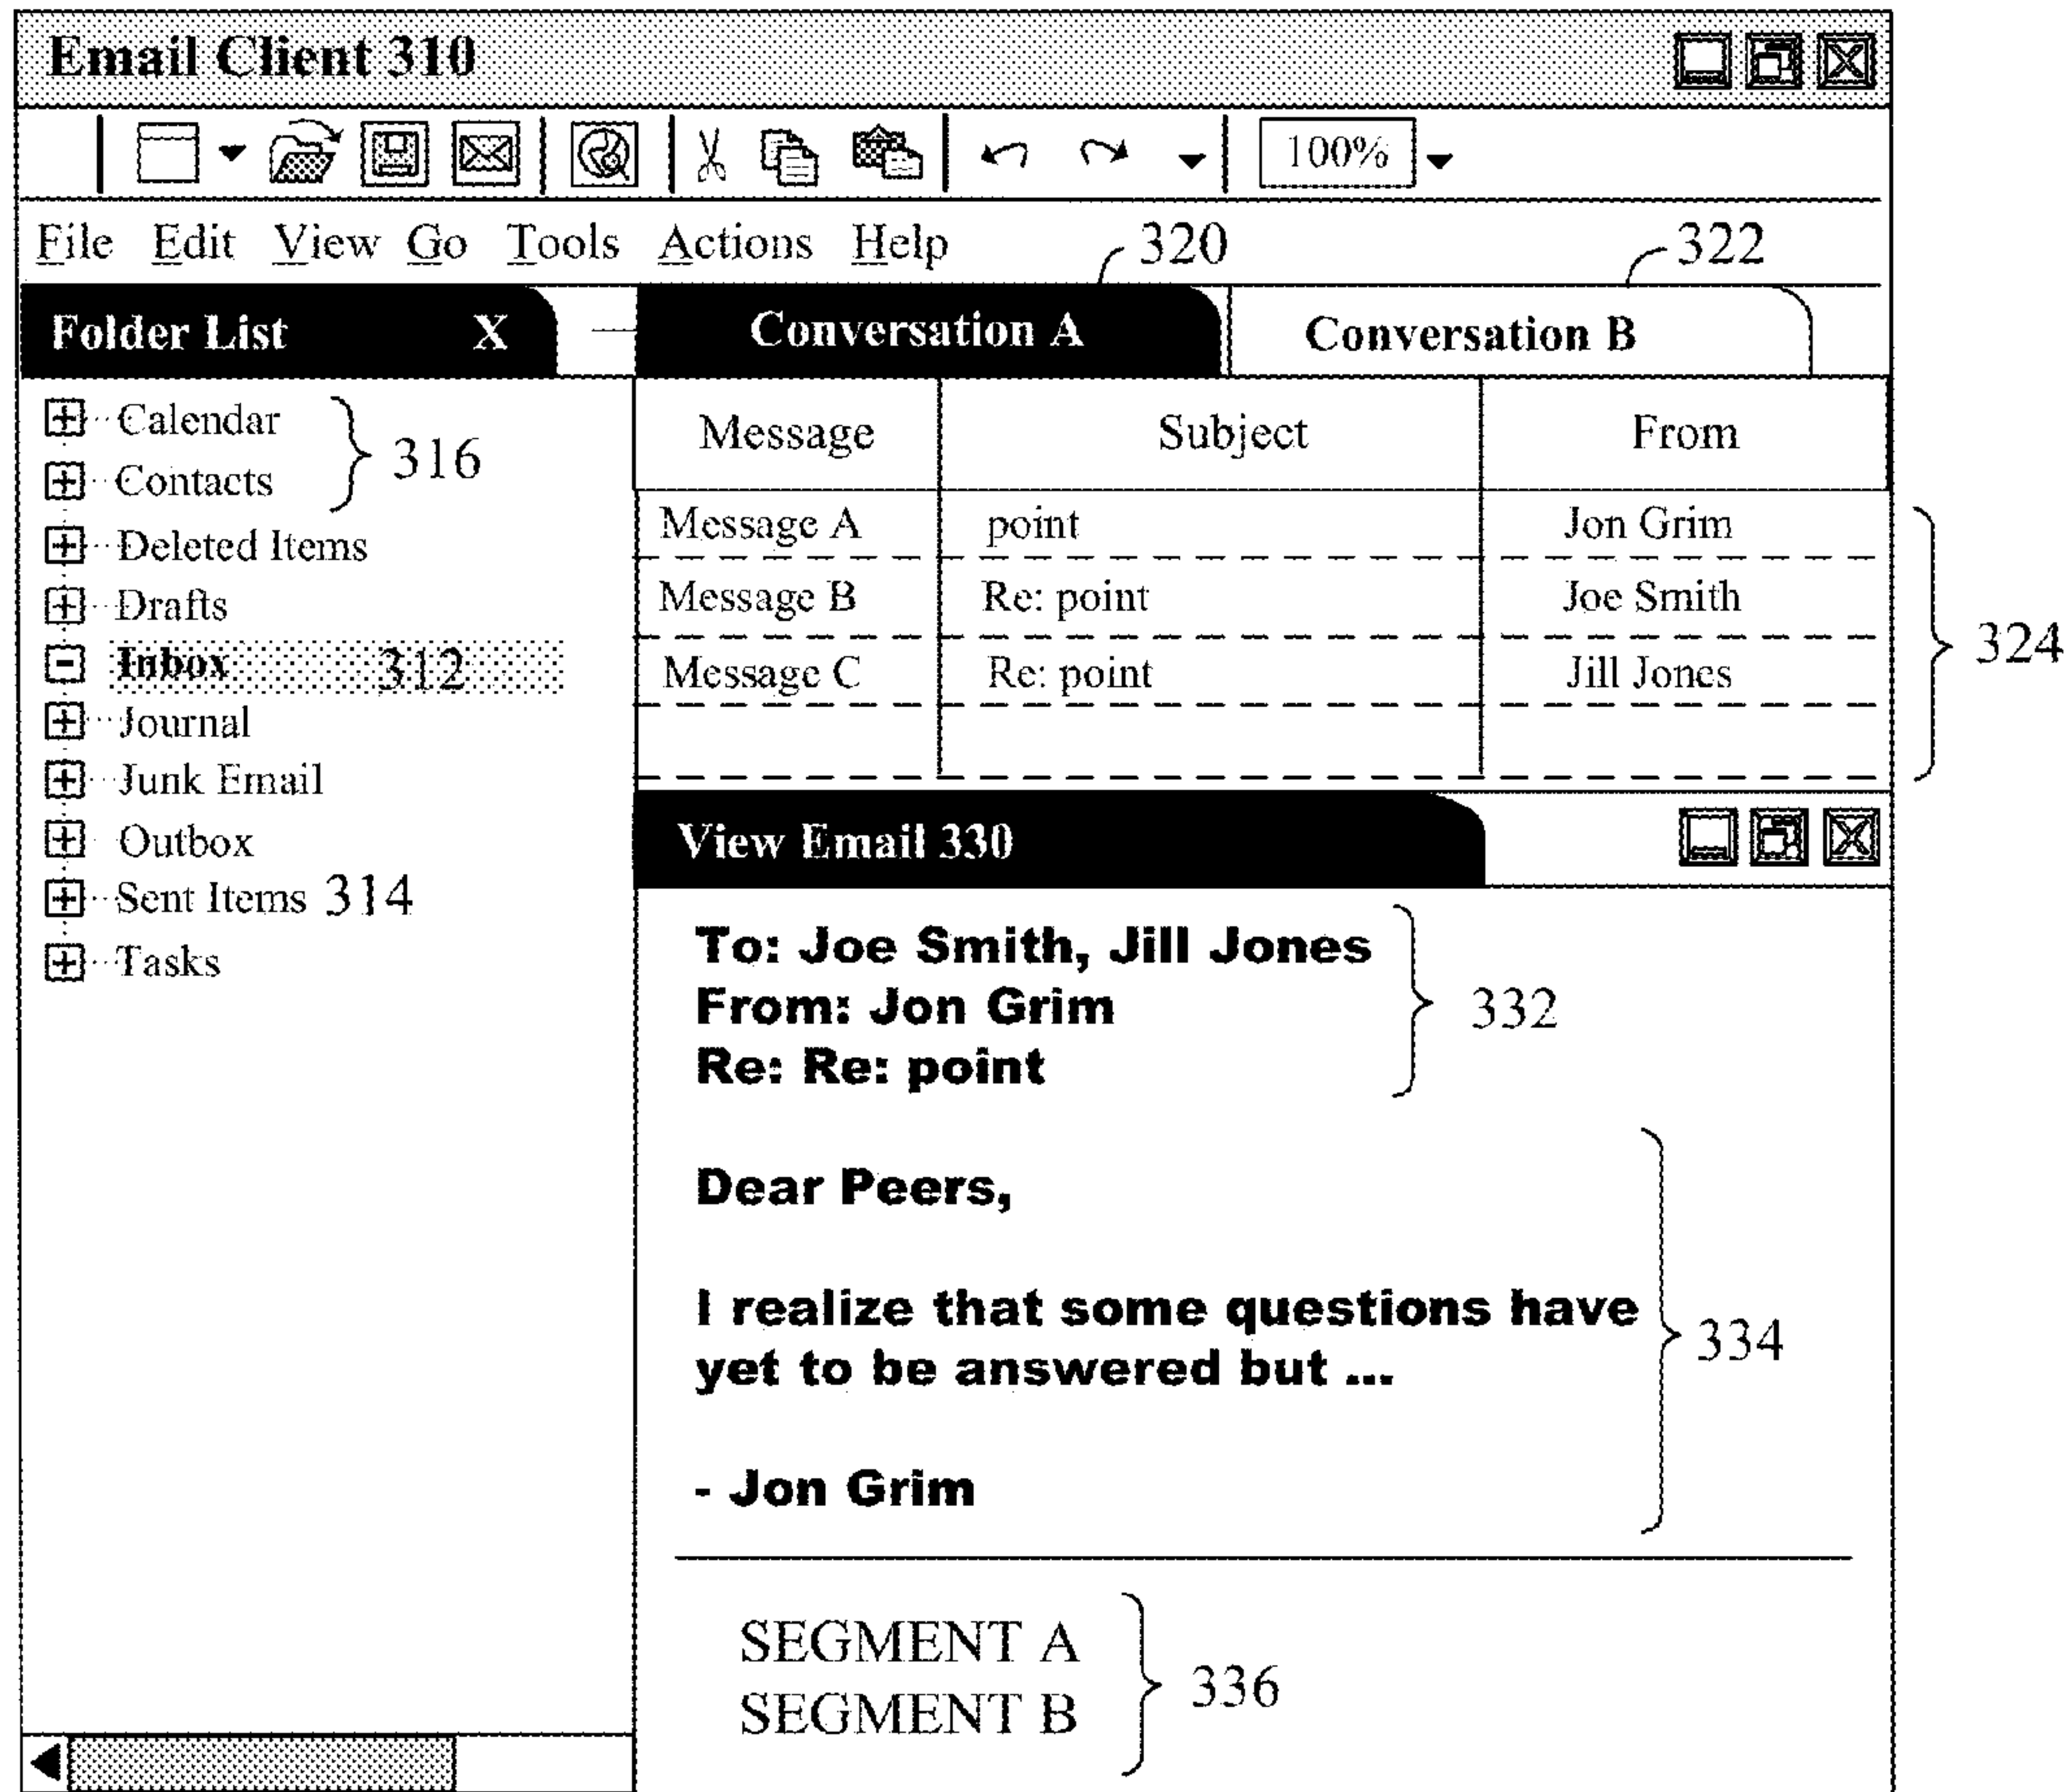 Email Client 310
100%
File Edit View Go Tools Actions Help
320
322
Folder List X
Conversation A
Conversation B
Calendar
Contacts
316
Deleted Items
Drafts
Inbox 312
Journal
Junk Email
Outbox
Sent Items 314
Tasks
Message Subject From
Message A point Jon Grim
Message B Re: point Joe Smith
Message C Re: point Jill Jones
324
View Email 330
To: Joe Smith, Jill Jones
From: Jon Grim
Re: Re: point
332
Dear Peers,
I realize that some questions have
yet to be answered but ...
- Jon Grim
334
SEGMENT A
SEGMENT B
336